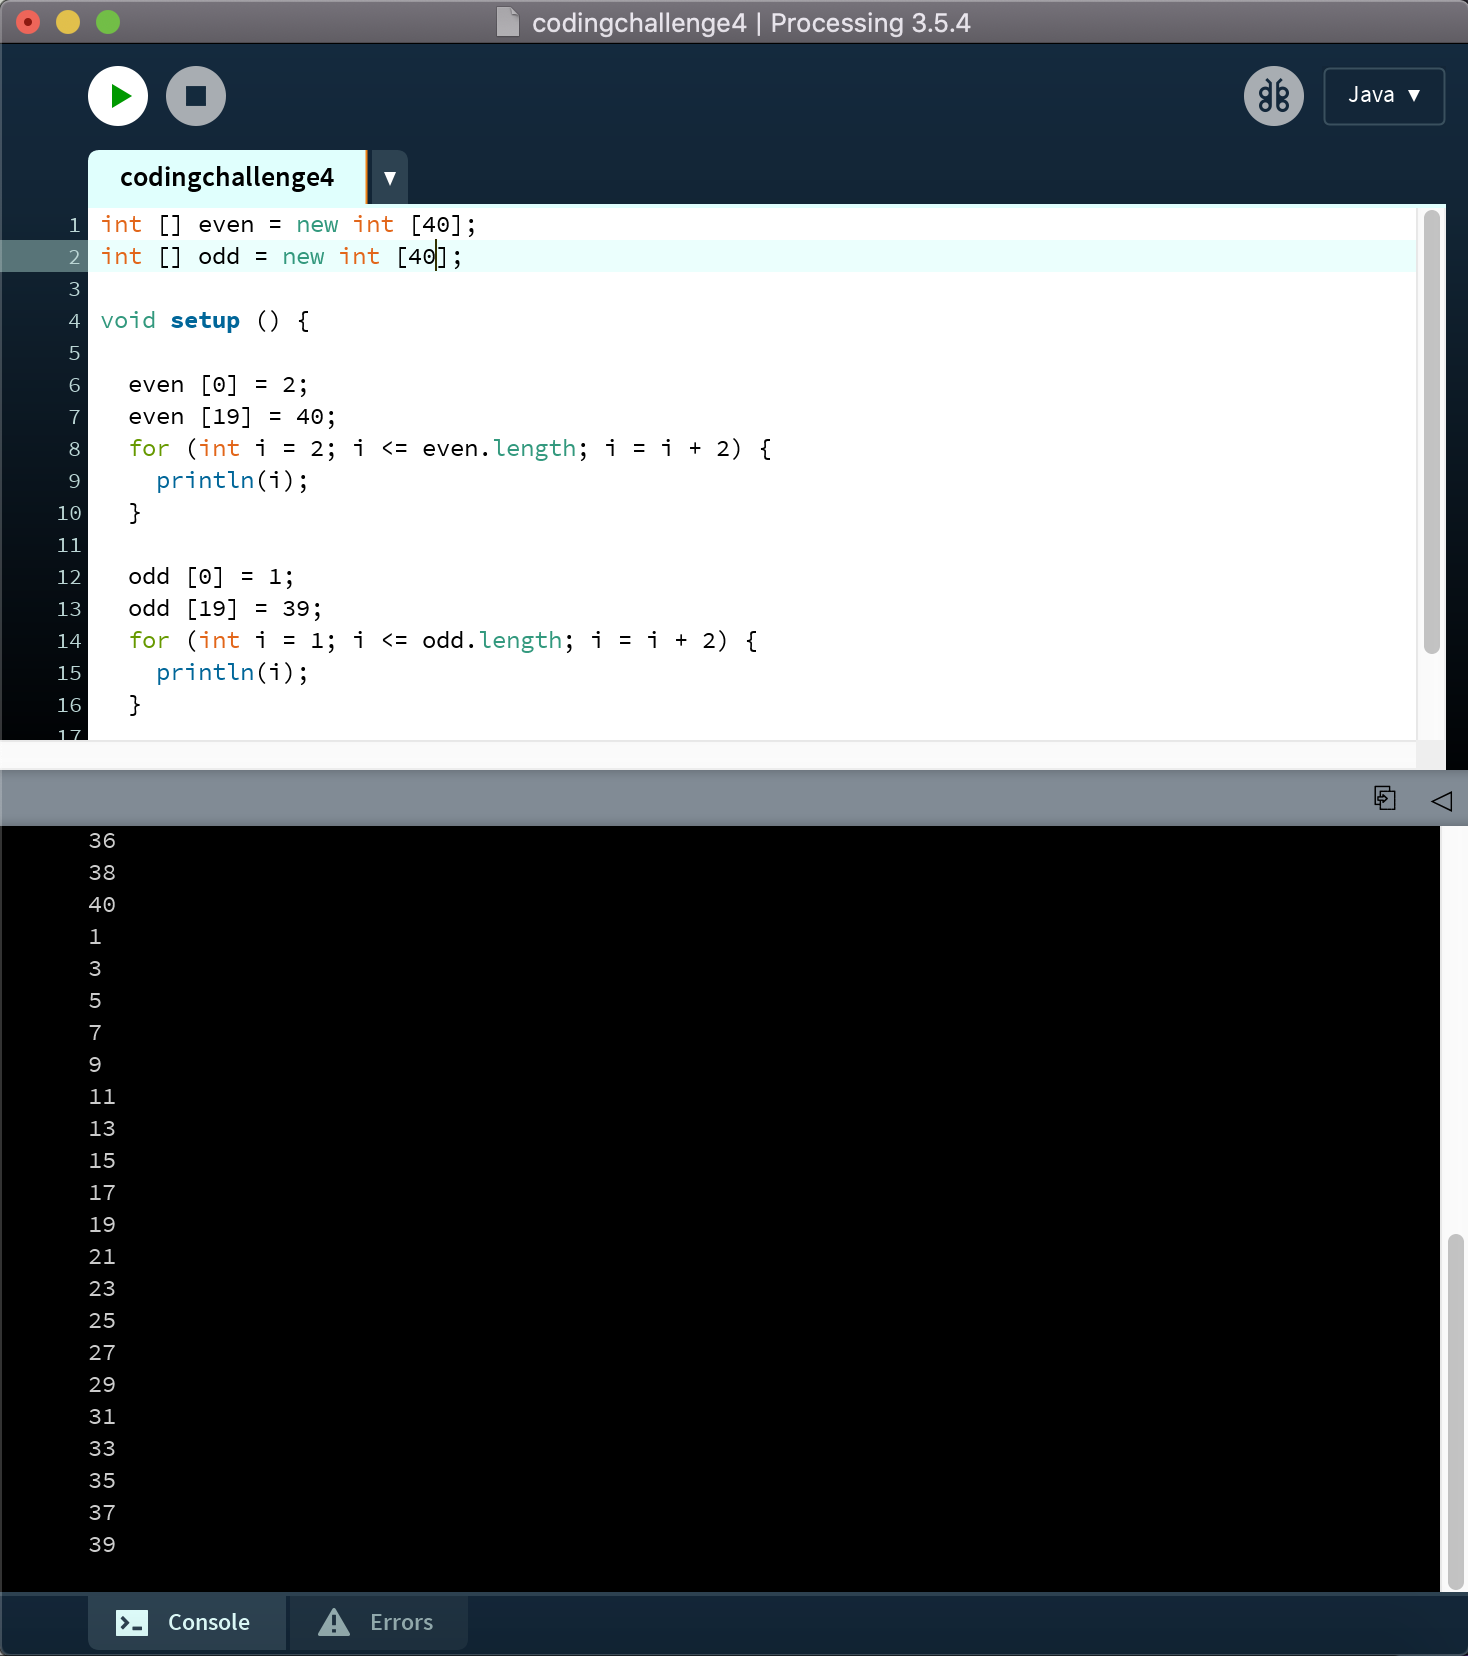 codingchallenge4 | Processing 3.5.4
Java ▼
codingchallenge4 ▼
1 int [] even = new int [40];
2 int [] odd = new int [40];
3
4 void setup () {
5
6   even [0] = 2;
7   even [19] = 40;
8   for (int i = 2; i <= even.length; i = i + 2) {
9     println(i);
10   }
11
12   odd [0] = 1;
13   odd [19] = 39;
14   for (int i = 1; i <= odd.length; i = i + 2) {
15     println(i);
16   }
17
36
38
40
1
3
5
7
9
11
13
15
17
19
21
23
25
27
29
31
33
35
37
39
Console Errors